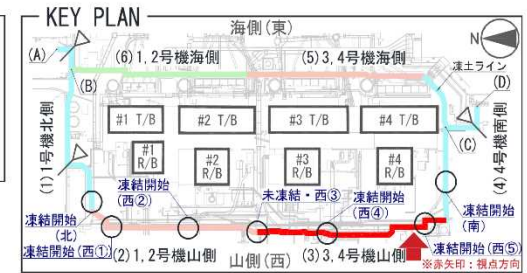 KEY PLAN
海側(東)
N
(A)
(6)1,2号機海側
(5)3,4号機海側
凍土ライン
(B)
(D)
#1 T/B
#2 T/B
#3 T/B
#4 T/B
(C)
(1)1号機北側
#1
R/B
#2
R/B
#3
R/B
#4
R/B
(4)4号機南側
凍結開始
(西②)
未凍結・西③
凍結開始
(西④)
凍結開始
(北)
凍結開始(西①)
凍結開始
(南)
(2)1,2号機山側
山側(西)
(3)3,4号機山側
凍結開始(西⑤)
※赤矢印：視点方向